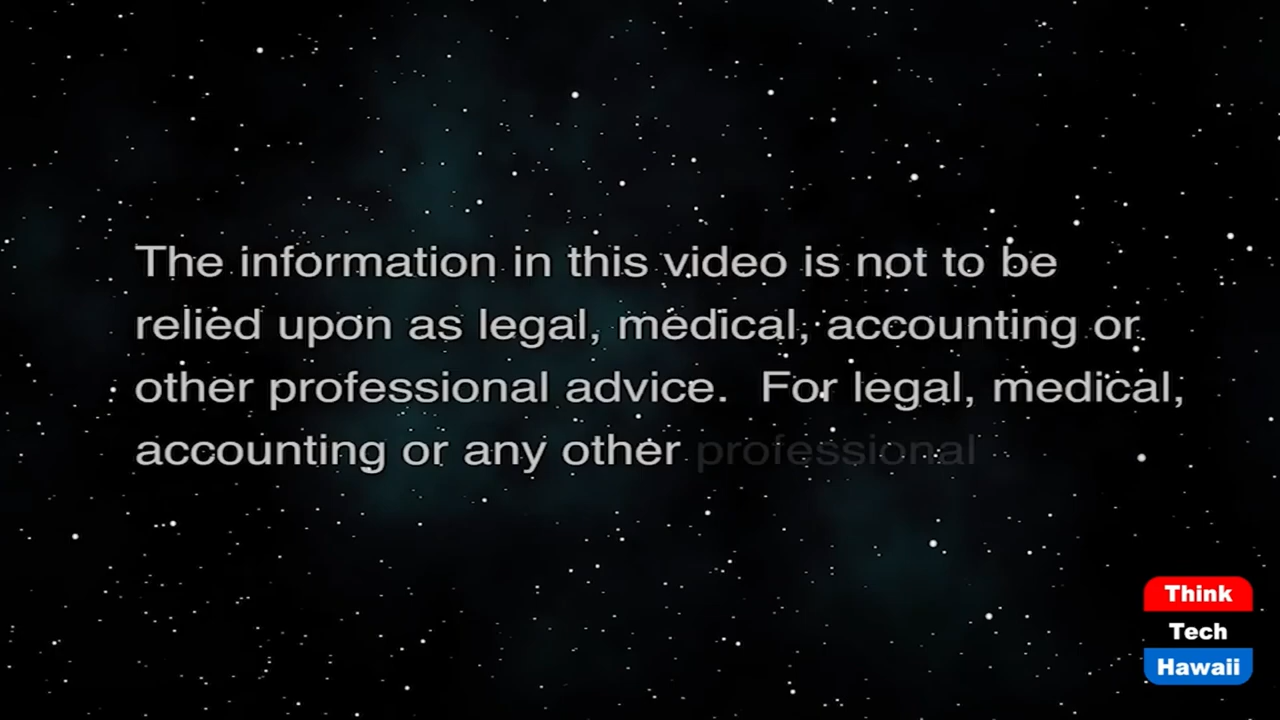 The information in this video is not to be
relied upon as legal, medical, accounting or
other professional advice.  For legal, medical,
accounting or any other professional
Think
Tech
Hawaii